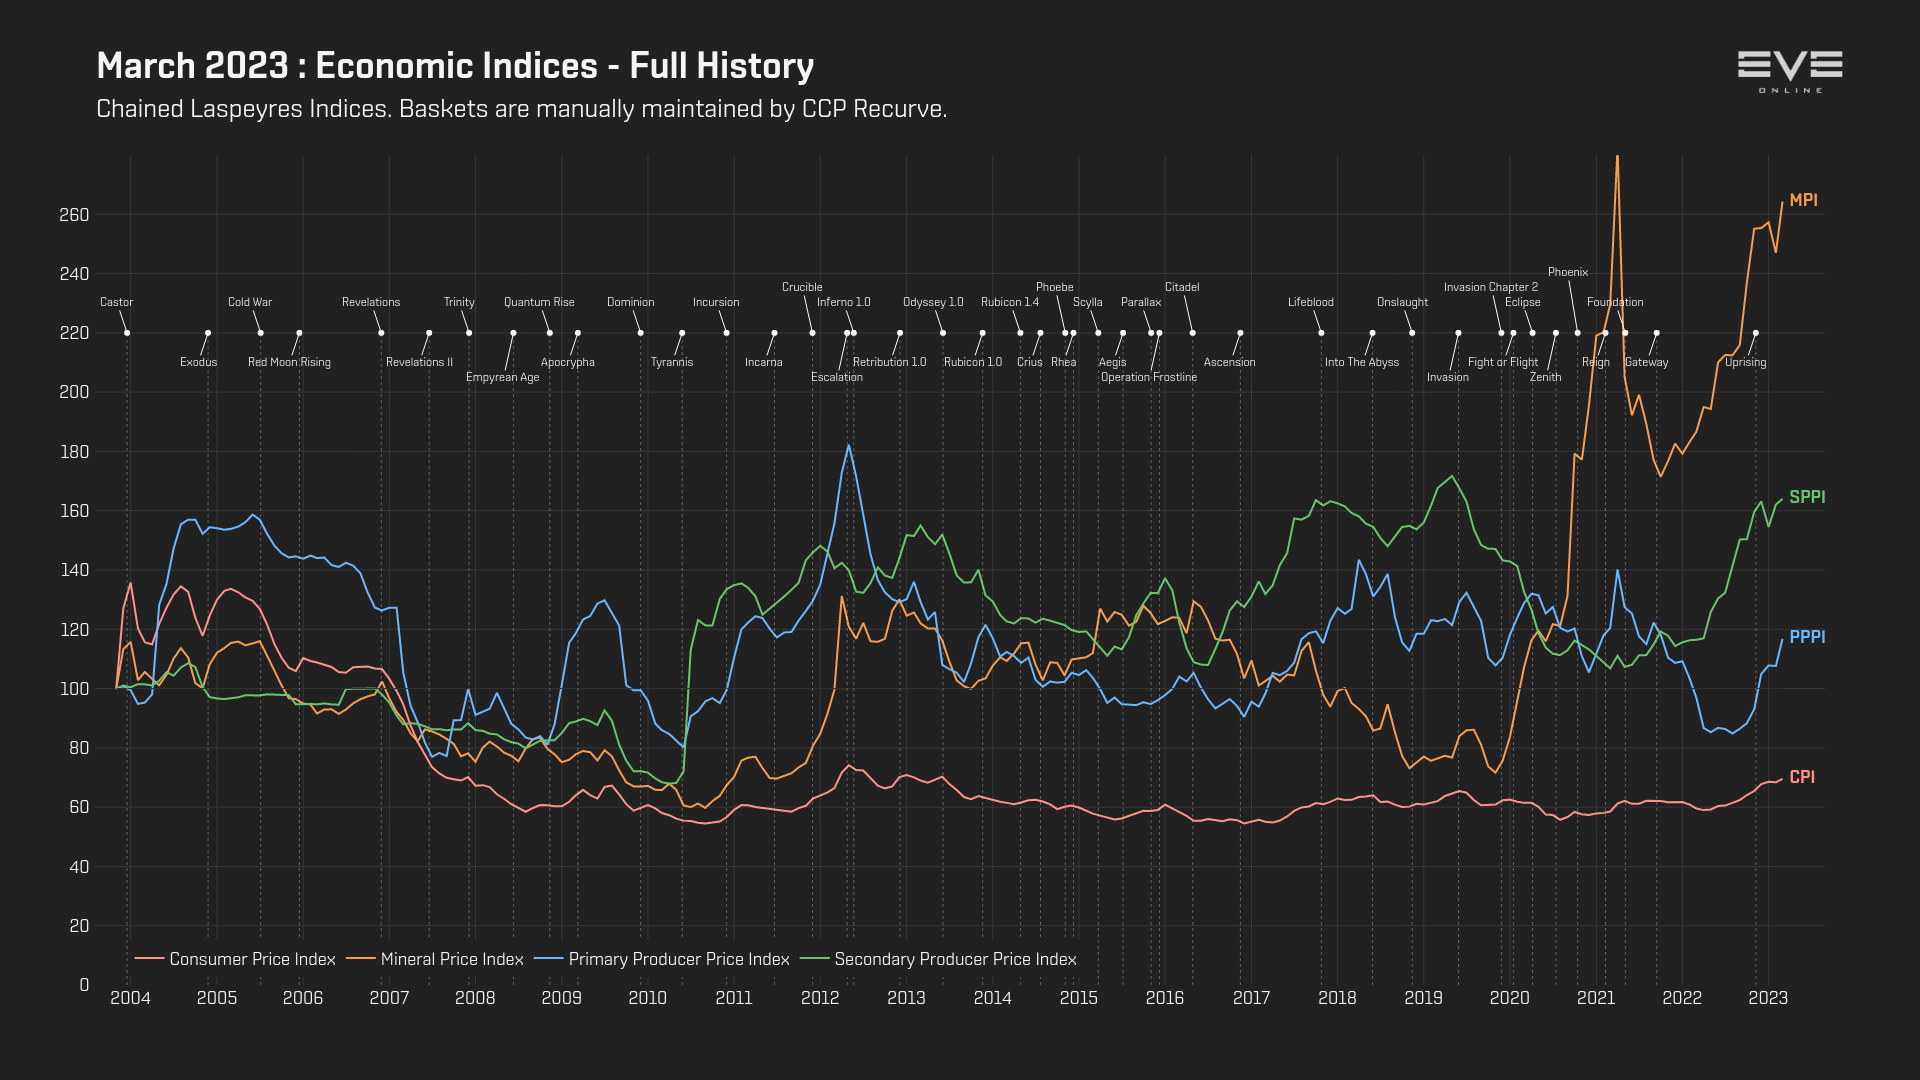 March 2023 : Economic Indices - Full History
EVE
ONLINE
Chained Laspeyres Indices. Baskets are manually maintained by CCP Recurve.
MPI
260
240
Phoenix
Crucible
Phoebe
Citadel
Invasion Chapter 2
Castor
Cold War
Revelations
Trinity
Quantum Rise
Dominion
Incursion
Inferno 1.0
Odyssey 1.0
Rubicon 1.4
Scylla
Parallax
Lifeblood
Onslaught
Eclipse
Foundation
220
Exodus
Red Moon Rising
Revelations II
Apocrypha
Tyrannis
Incarna
Retribution 1.0
Rubicon 1.0
Crius
Rhea
Aegis
Ascension
Into The Abyss
Fight or Flight
Reign
Gateway
Uprising
Empyrean Age
Escalation
Operation Frostline
Invasion
Zenith
200
180
160
SPPI
140
120
PPPI
100
80
CPI
60
40
20
Consumer Price Index
Mineral Price Index
Primary Producer Price Index
Secondary Producer Price Index
0
2004 2005 2006 2007 2008 2009 2010 2011 2012 2013 2014 2015 2016 2017 2018 2019 2020 2021 2022 2023